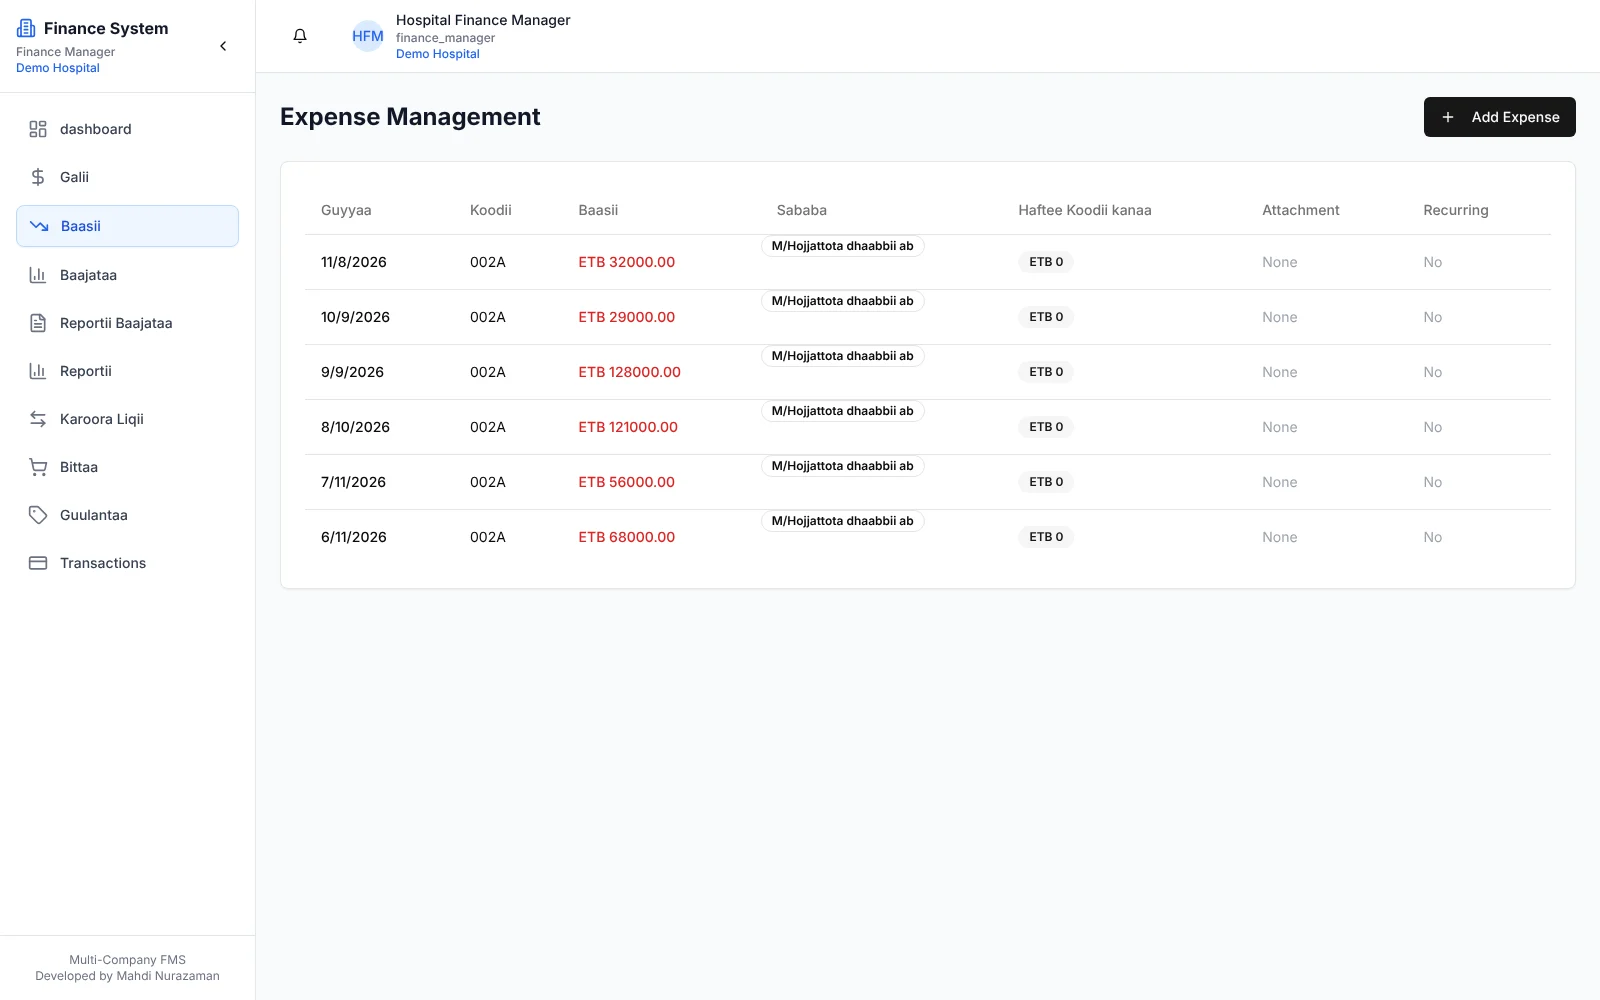 Finance System
Finance Manager
Demo Hospital
dashboard
Galii
Baasii
Baajataa
Reportii Baajataa
Reportii
Karoora Liqii
Bittaa
Guulantaa
Transactions
Multi-Company FMS
Developed by Mahdi Nurazaman
HFM
Hospital Finance Manager
finance_manager
Demo Hospital
Expense Management
+ Add Expense
Guyyaa Koodii Baasii Sababa Haftee Koodii kanaa Attachment Recurring
11/8/2026 002A ETB 32000.00 M/Hojjattota dhaabbii ab ETB 0 None No
10/9/2026 002A ETB 29000.00 M/Hojjattota dhaabbii ab ETB 0 None No
9/9/2026 002A ETB 128000.00 M/Hojjattota dhaabbii ab ETB 0 None No
8/10/2026 002A ETB 121000.00 M/Hojjattota dhaabbii ab ETB 0 None No
7/11/2026 002A ETB 56000.00 M/Hojjattota dhaabbii ab ETB 0 None No
6/11/2026 002A ETB 68000.00 M/Hojjattota dhaabbii ab ETB 0 None No